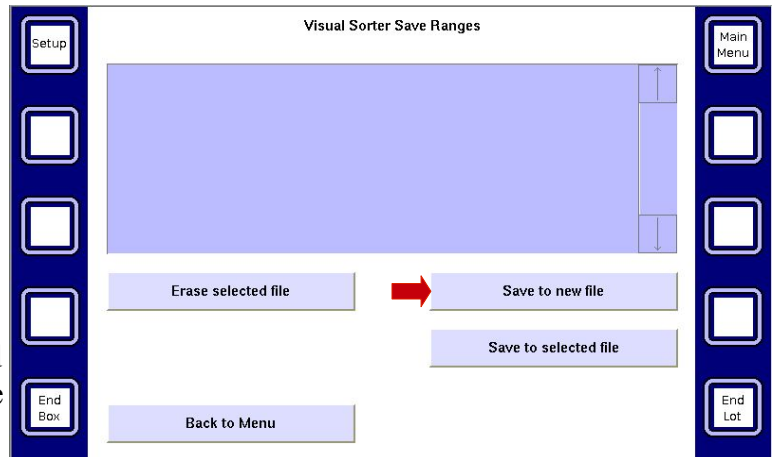 Visual Sorter Save Ranges
Setup
Main
Menu
Erase selected file
Save to new file
Save to selected file
End
Box
Back to Menu
End
Lot